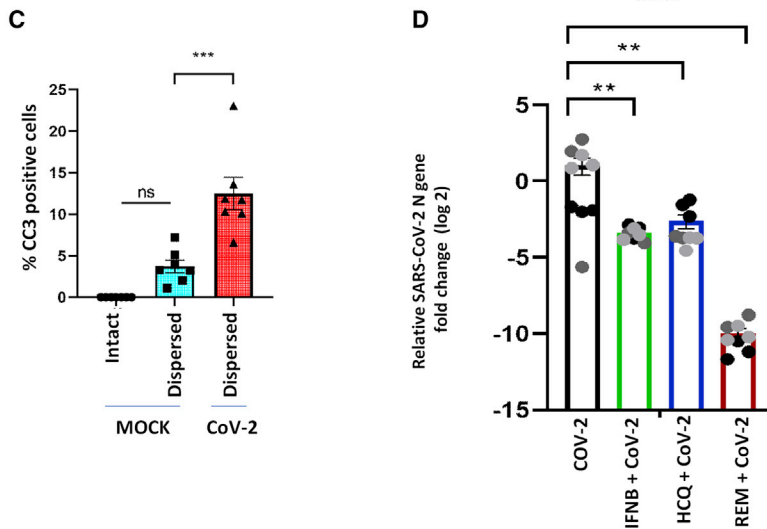 C
% CC3 positive cells
25
20
15
10
5
0
***
ns
Intact
Dispersed
Dispersed
MOCK
CoV-2
D
Relative SARS-CoV-2 N gene
fold change (log 2)
5
0
-5
-10
-15
**
**
COV-2
IFNB + CoV-2
HCQ + CoV-2
REM + CoV-2